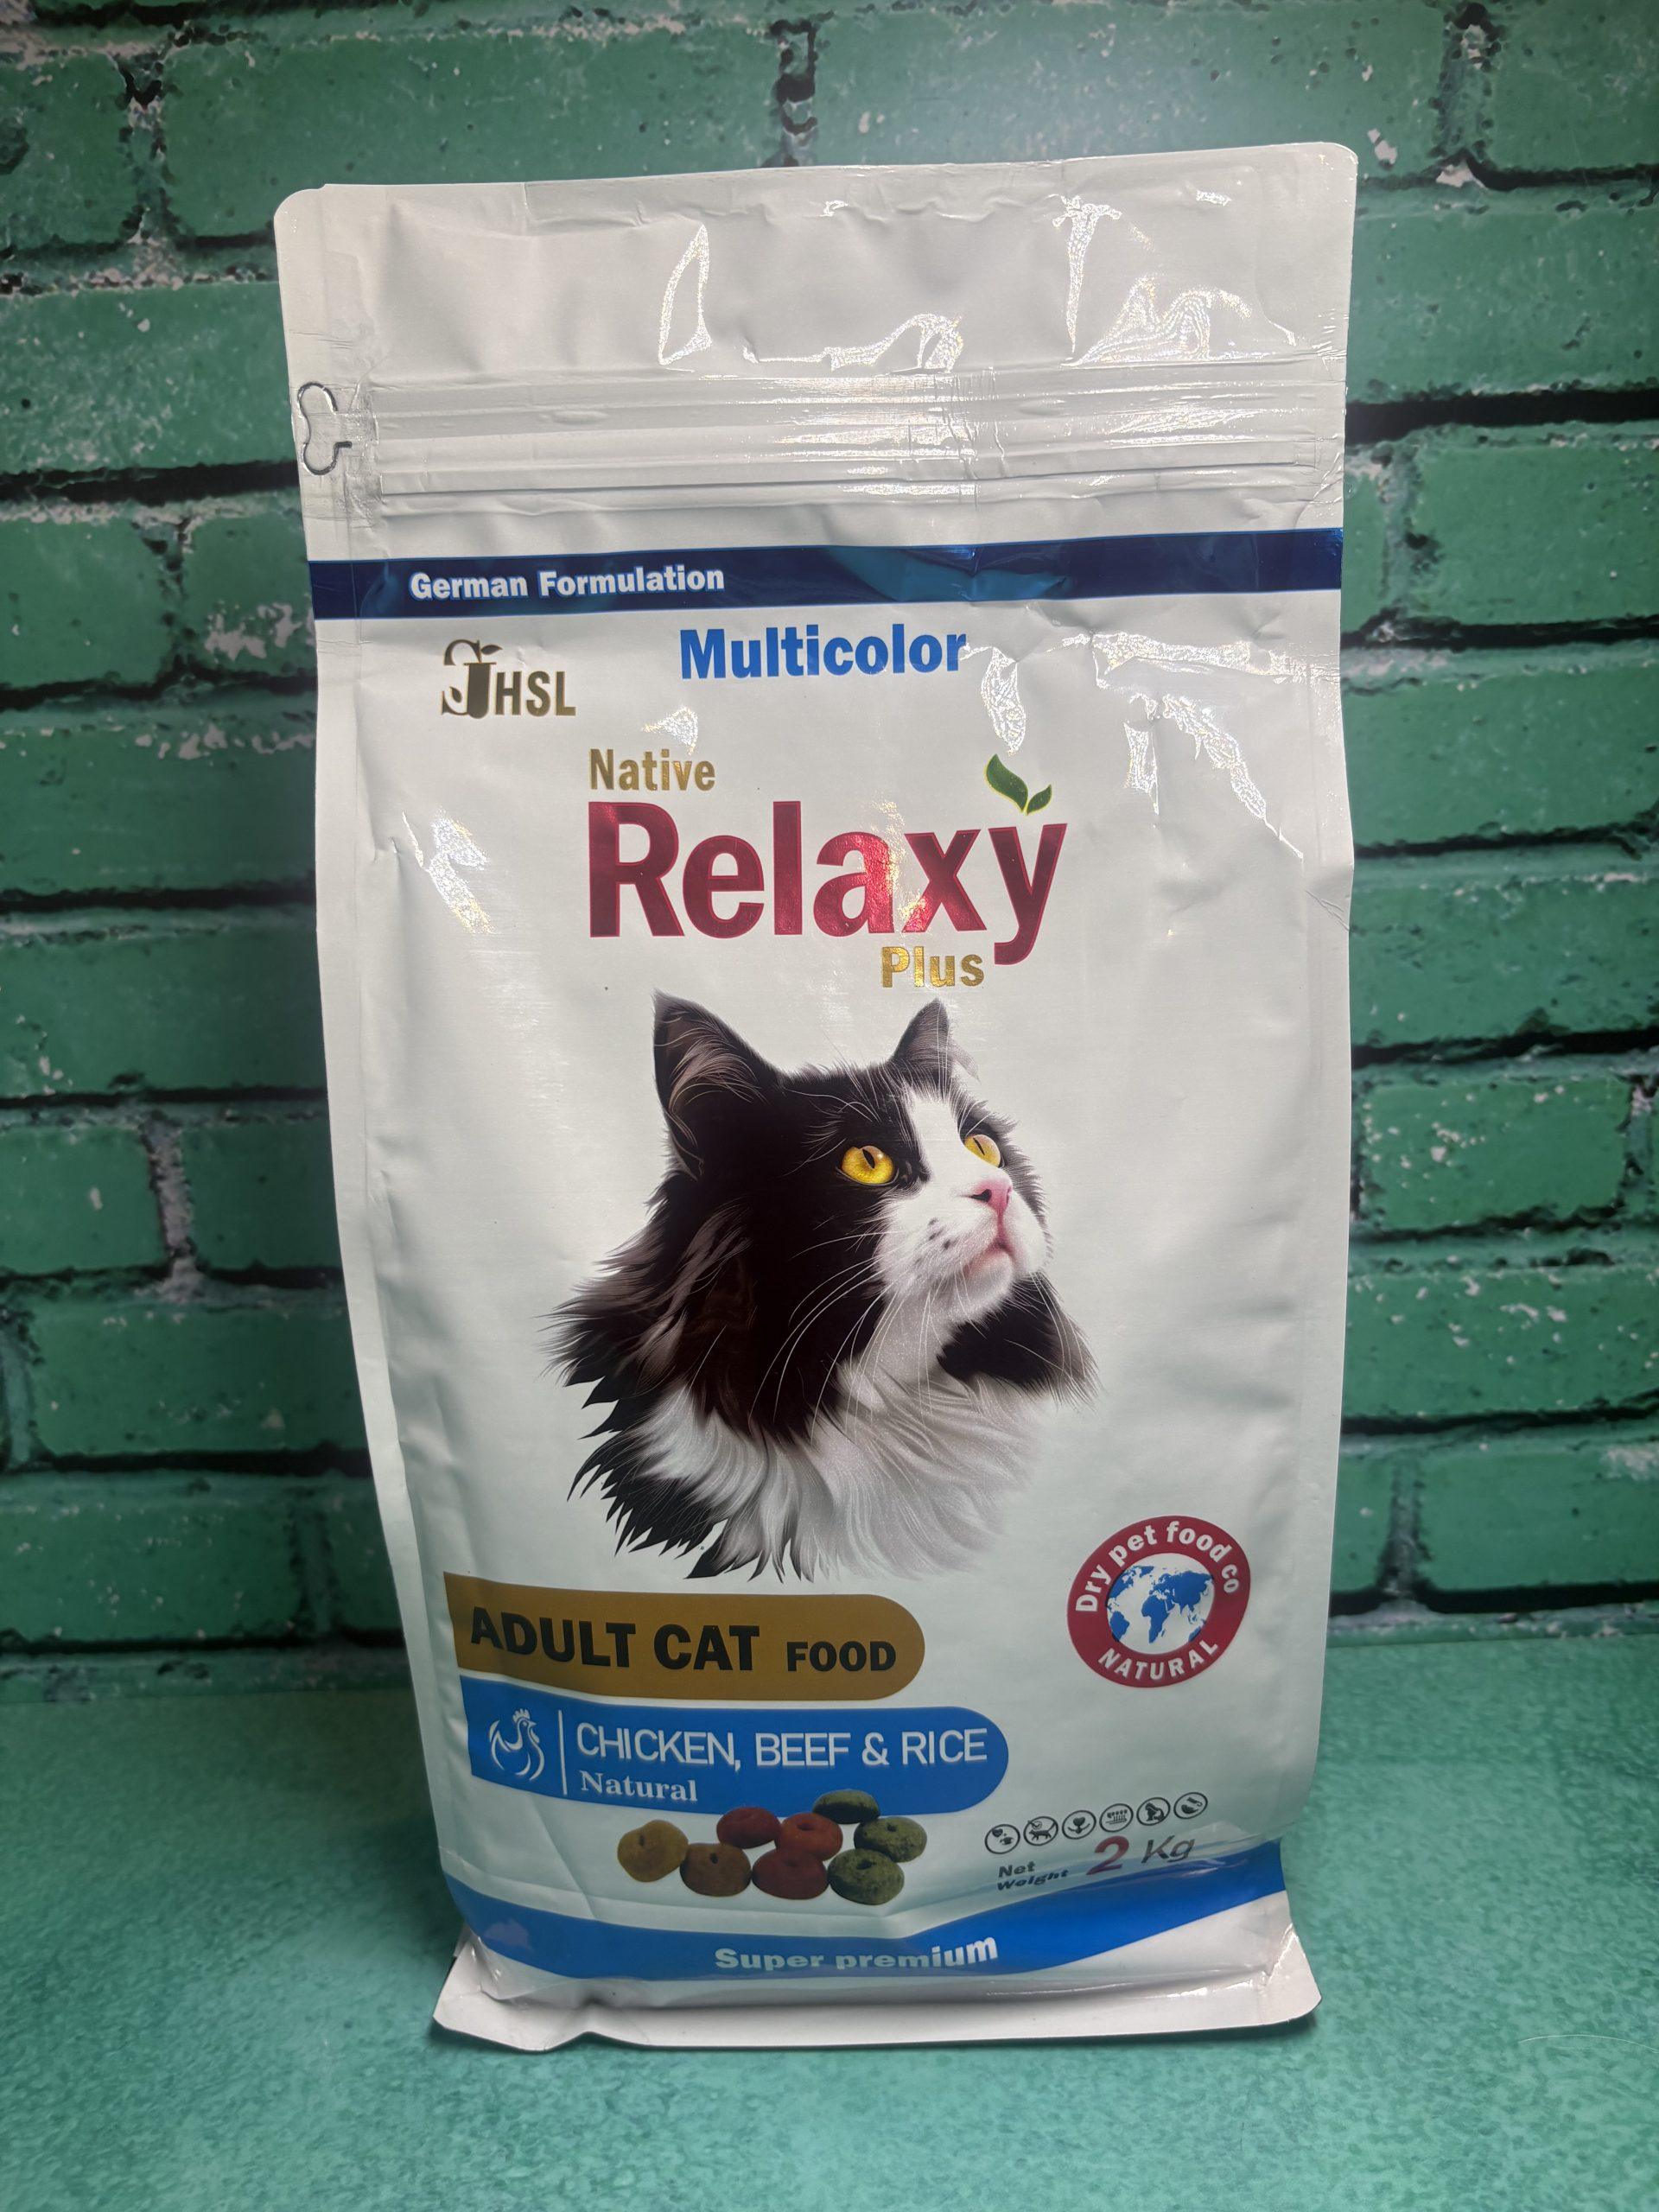 German Formulation
Multicolor
HSL
Native
Relaxy
Plus
Dry pet food co
NATURAL
ADULT CAT FOOD
CHICKEN, BEEF & RICE
Natural
Net
Weight 2 Kg
Super premium